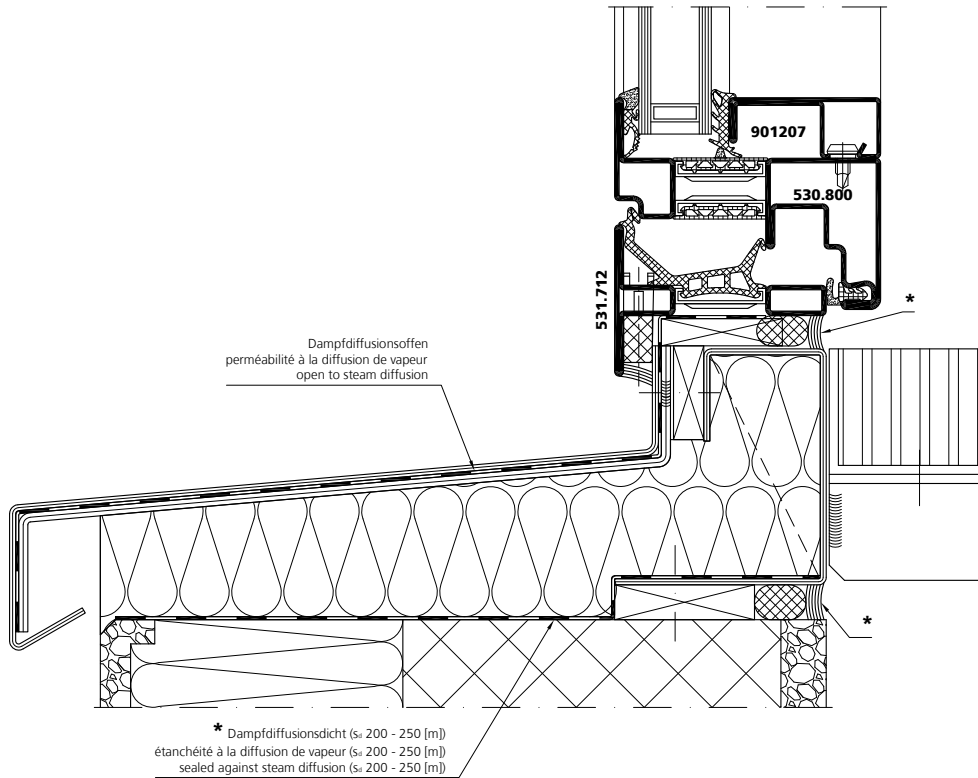 901207
530.800
531.712
*
Dampfdiffusionsoffen
perméabilité à la diffusion de vapeur
open to steam diffusion
*
* Dampfdiffusionsdicht (sd 200 - 250 [m])
étanchéité à la diffusion de vapeur (sd 200 - 250 [m])
sealed against steam diffusion (sd 200 - 250 [m])